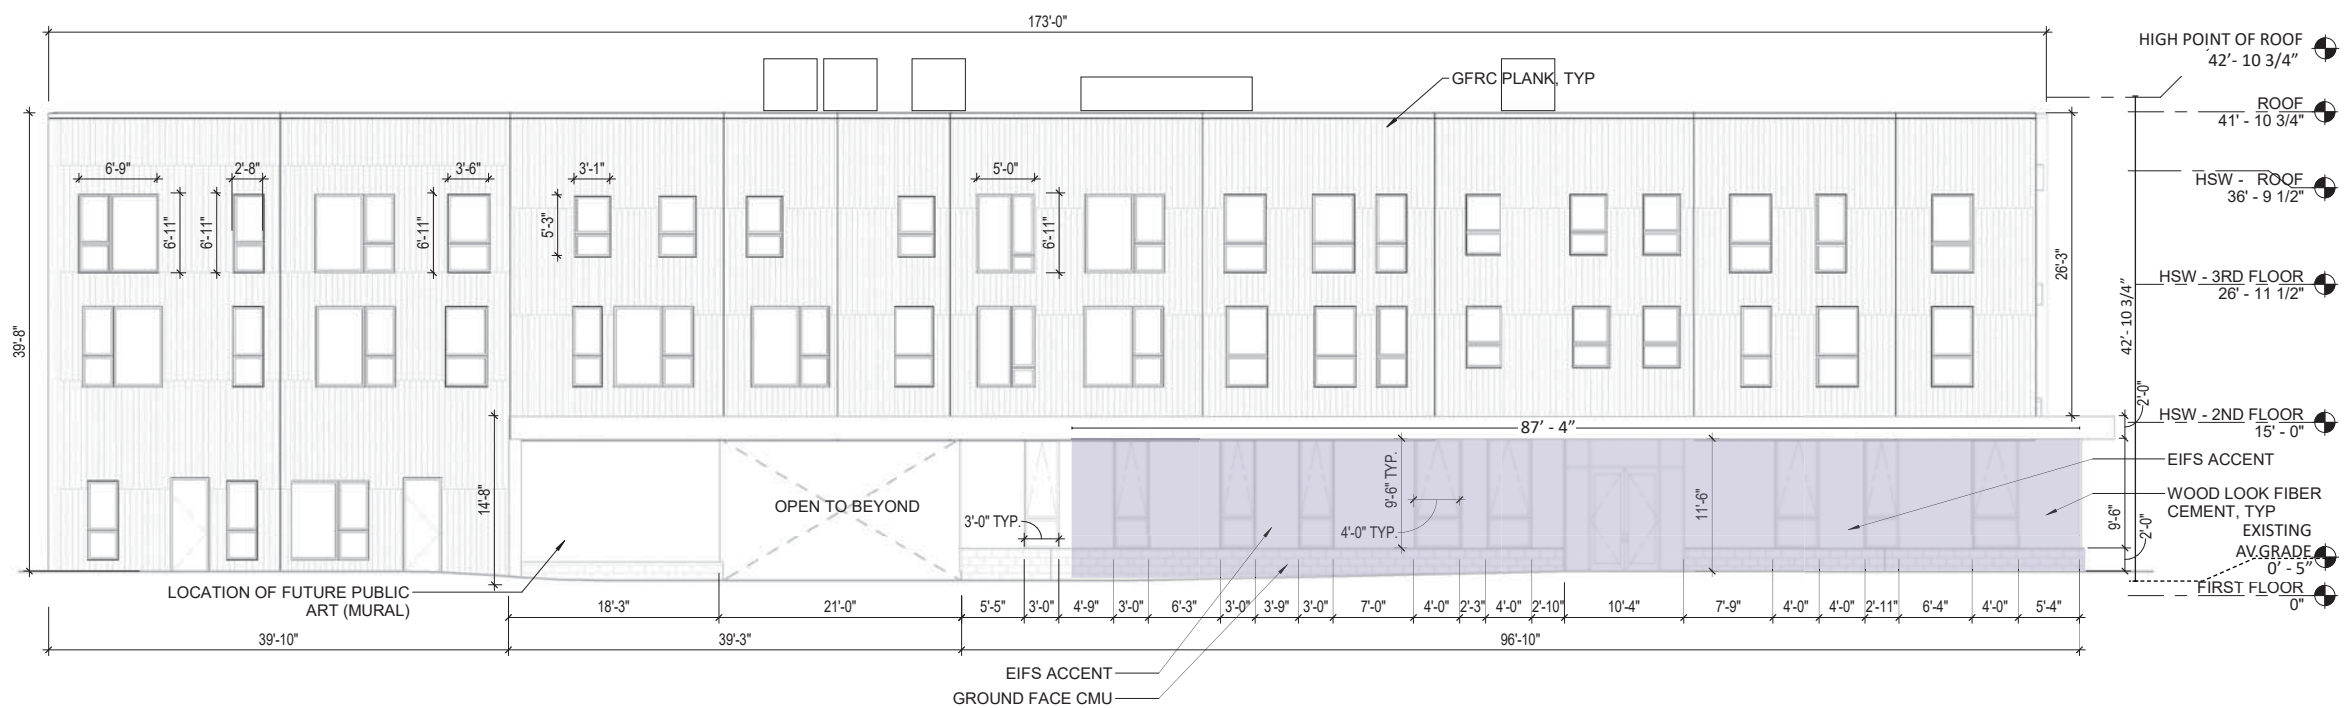 173'-0"
HIGH POINT OF ROOF
42'- 10 3/4"
GFRC PLANK, TYP
ROOF
41' - 10 3/4"
6'-9"
2'-8"
3'-6"
3'-1"
5'-0"
HSW - ROOF
36' - 9 1/2"
6'-11"
6'-11"
6'-11"
5'-3"
6'-11"
26'-3"
HSW - 3RD FLOOR
26' - 11 1/2"
39'-8"
42'- 10 3/4"
2'-0"
HSW - 2ND FLOOR
15' - 0"
87' - 4"
EIFS ACCENT
14'-8"
OPEN TO BEYOND
3'-0" TYP.
9'-6" TYP.
4'-0" TYP.
11'-6"
WOOD LOOK FIBER
CEMENT, TYP
9'-6"
2'-0"
EXISTING
AV.GRADE
0' - 5"
FIRST FLOOR
0"
LOCATION OF FUTURE PUBLIC
ART (MURAL)
18'-3"
21'-0"
5'-5"
3'-0"
4'-9"
3'-0"
6'-3"
3'-0"
3'-9"
3'-0"
7'-0"
4'-0"
2'-3"
4'-0"
2'-10"
10'-4"
7'-9"
4'-0"
4'-0"
2'-11"
6'-4"
4'-0"
5'-4"
39'-10"
39'-3"
96'-10"
EIFS ACCENT
GROUND FACE CMU